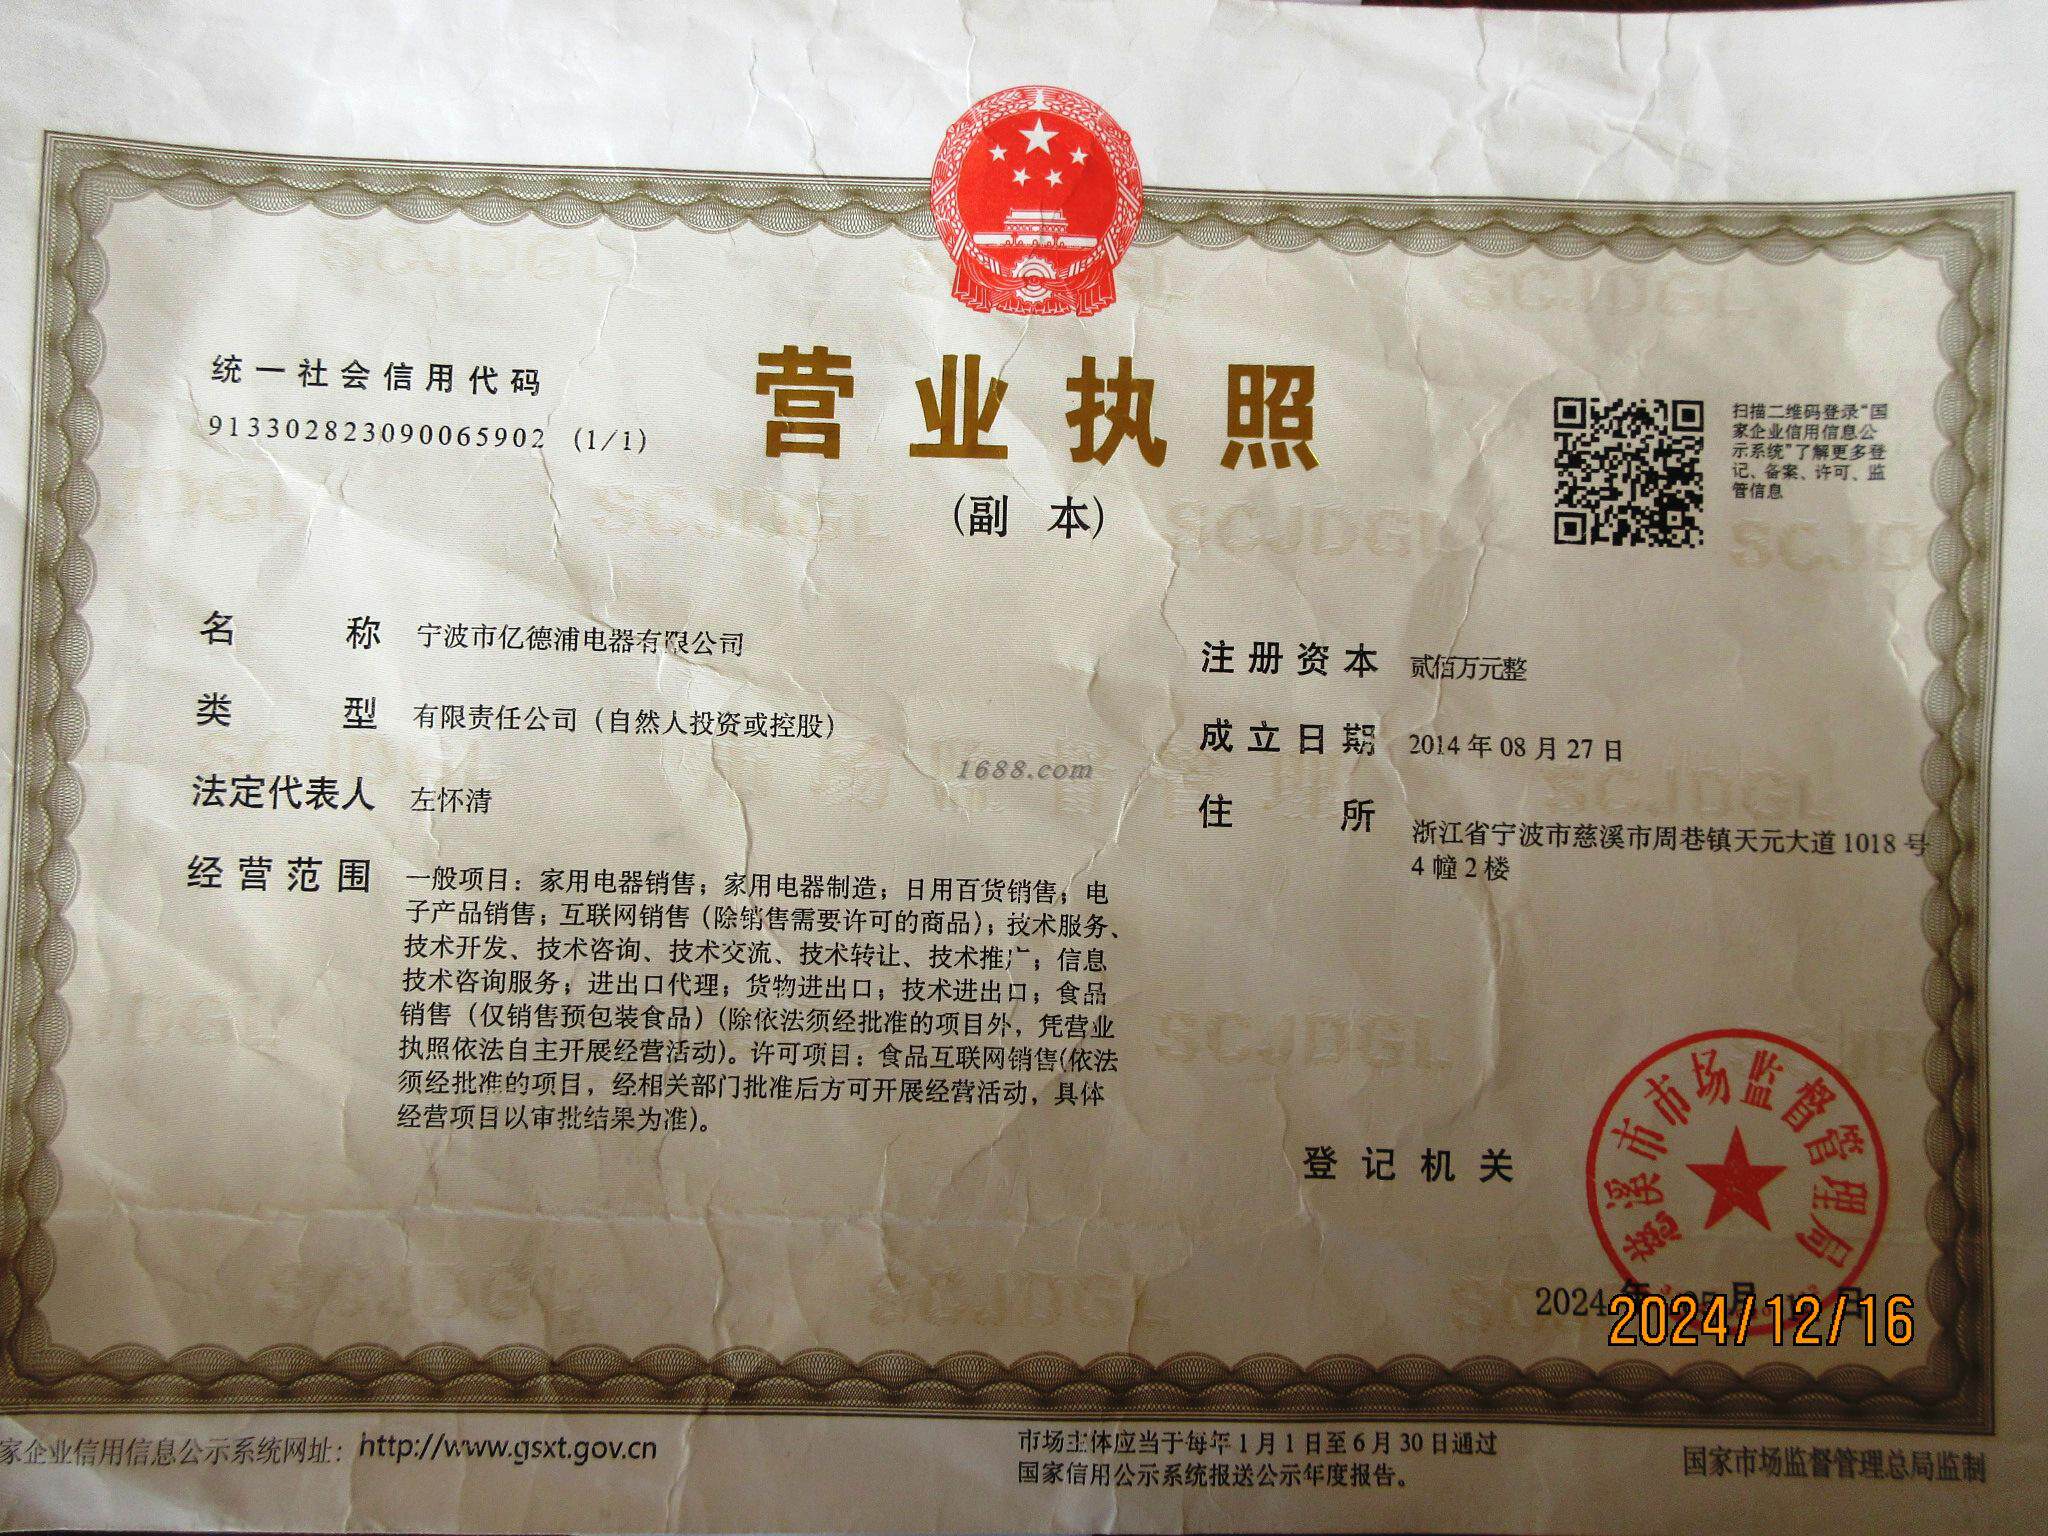 营业执照
(副 本)
统一社会信用代码
913302823090065902 (1/1)
扫描二维码登录“国
家企业信用信息公
示系统”了解更多登
记、备案、许可、监
管信息
名 称 宁波市亿德浦电器有限公司
类 型 有限责任公司（自然人投资或控股）
法定代表人 左怀清
经营范围 一般项目：家用电器销售；家用电器制造；日用百货销售；电
子产品销售；互联网销售（除销售需要许可的商品）；技术服务、
技术开发、技术咨询、技术交流、技术转让、技术推广；信息
技术咨询服务；进出口代理；货物进出口；技术进出口；食品
销售（仅销售预包装食品）(除依法须经批准的项目外，凭营业
执照依法自主开展经营活动)。许可项目：食品互联网销售(依法
须经批准的项目，经相关部门批准后方可开展经营活动，具体
经营项目以审批结果为准)。
注册资本 贰佰万元整
成立日期 2014 年 08 月 27 日
住 所 浙江省宁波市慈溪市周巷镇天元大道 1018 号
4 幢 2 楼
1688.com
登记机关
慈溪市市场监督管理局
2024 年 月 日
2024/12/16
家企业信用信息公示系统网址：http://www.gsxt.gov.cn
市场主体应当于每年 1 月 1 日至 6 月 30 日通过
国家信用公示系统报送公示年度报告。
国家市场监督管理总局监制